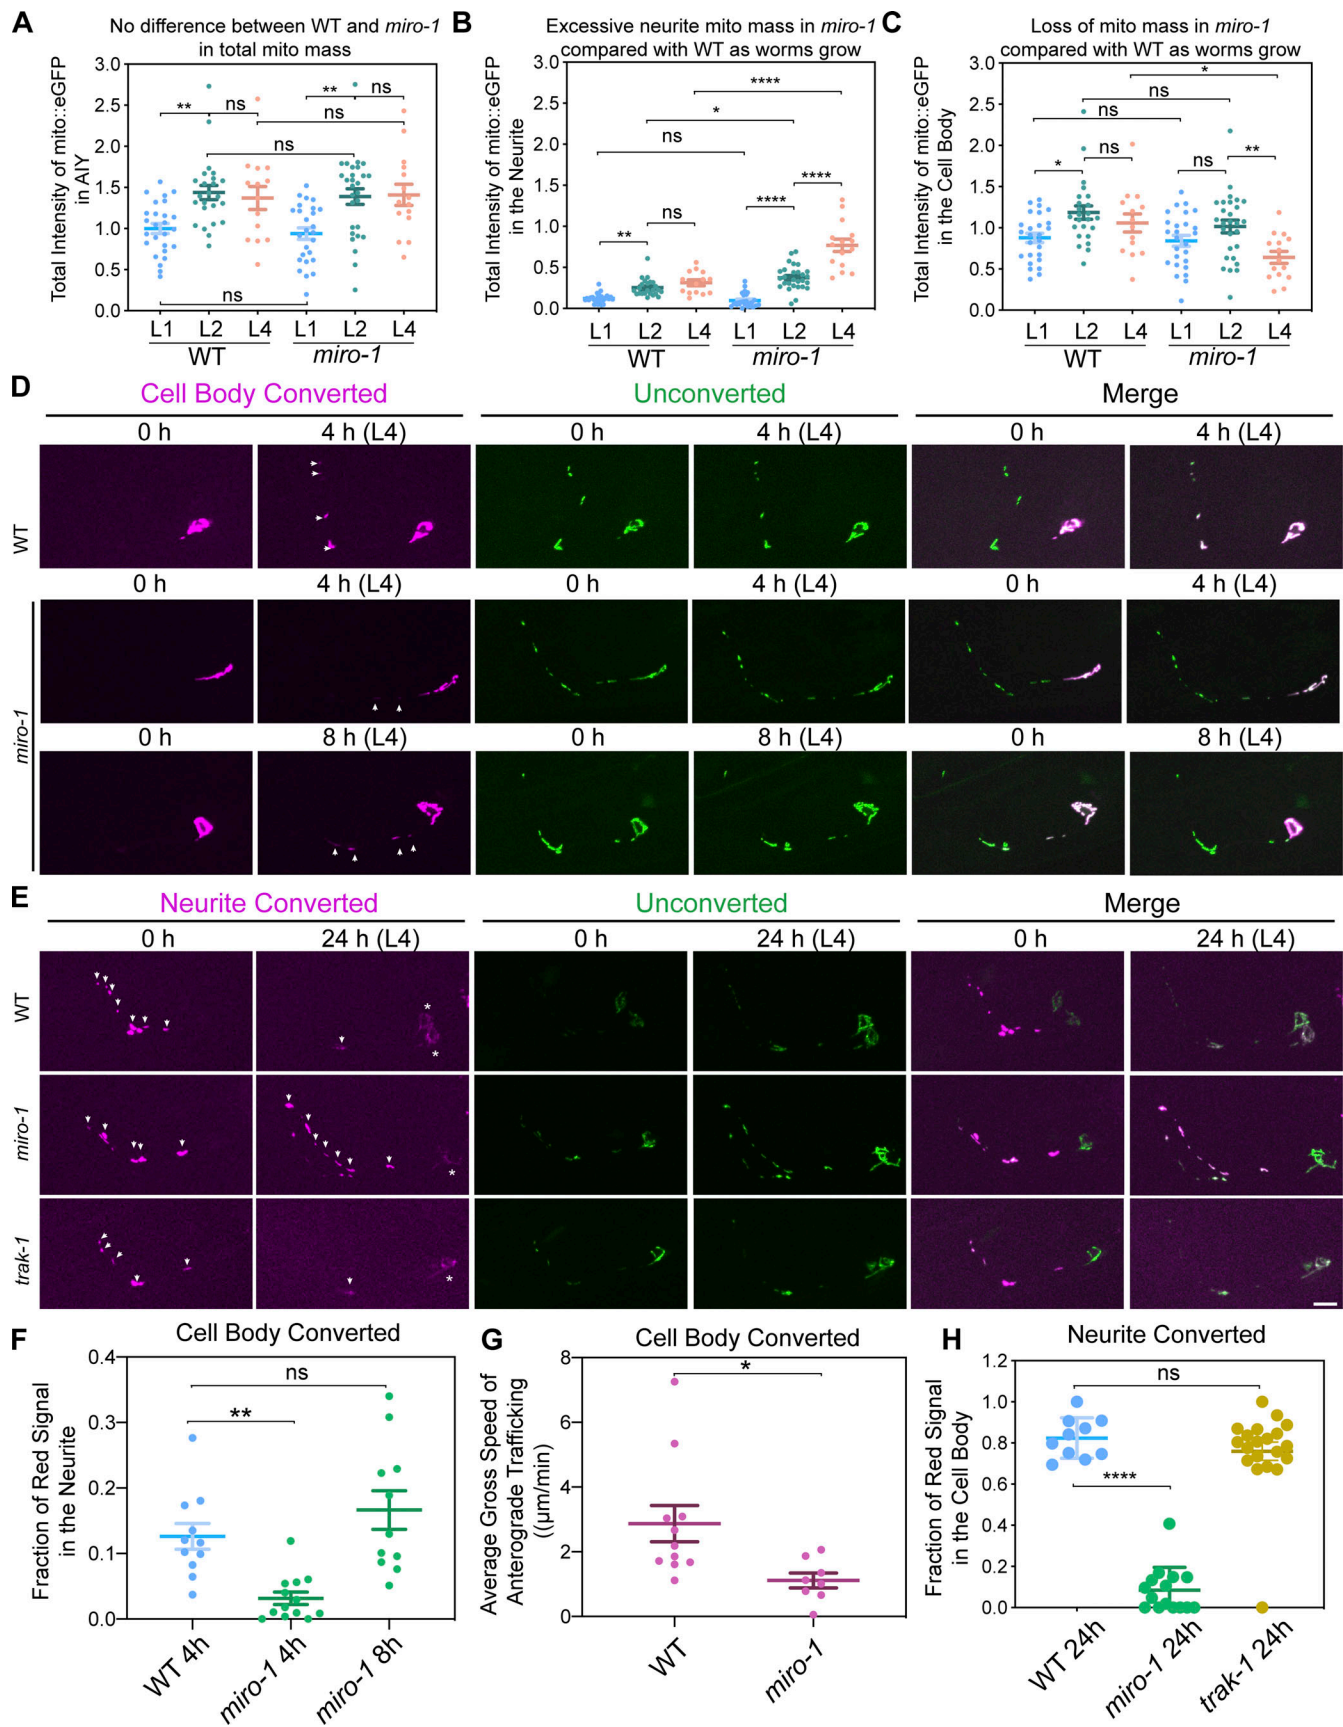 A
No difference between WT and miro-1
in total mito mass
Total Intensity of mito::eGFP
in AIY
3.0
2.5
2.0
1.5
1.0
0.5
0.0
** ns
** ns
ns
ns
ns
L1 L2 L4 L1 L2 L4
WT miro-1
B
Excessive neurite mito mass in miro-1
compared with WT as worms grow
Total Intensity of mito::eGFP
in the Neurite
3.0
2.5
2.0
1.5
1.0
0.5
0.0
****
*
ns
****
****
ns
**
L1 L2 L4 L1 L2 L4
WT miro-1
C
Loss of mito mass in miro-1
compared with WT as worms grow
Total Intensity of mito::eGFP
in the Cell Body
3.0
2.5
2.0
1.5
1.0
0.5
0.0
*
ns
ns
* ns
ns **
L1 L2 L4 L1 L2 L4
WT miro-1
D
Cell Body Converted Unconverted Merge
0 h 4 h (L4) 0 h 4 h (L4) 0 h 4 h (L4)
WT
0 h 4 h (L4) 0 h 4 h (L4) 0 h 4 h (L4)
miro-1
0 h 8 h (L4) 0 h 8 h (L4) 0 h 8 h (L4)
E
Neurite Converted Unconverted Merge
0 h 24 h (L4) 0 h 24 h (L4) 0 h 24 h (L4)
WT
*
*
miro-1
*
trak-1
*
F
Cell Body Converted
Fraction of Red Signal
in the Neurite
0.4
0.3
0.2
0.1
0.0
ns
**
WT 4h
miro-1 4h
miro-1 8h
G
Cell Body Converted
Average Gross Speed of
Anterograde Trafficking
((μm/min)
8
6
4
2
0
*
WT
miro-1
H
Neurite Converted
Fraction of Red Signal
in the Cell Body
1.2
1.0
0.8
0.6
0.4
0.2
0.0
ns
****
WT 24h
miro-1 24h
trak-1 24h